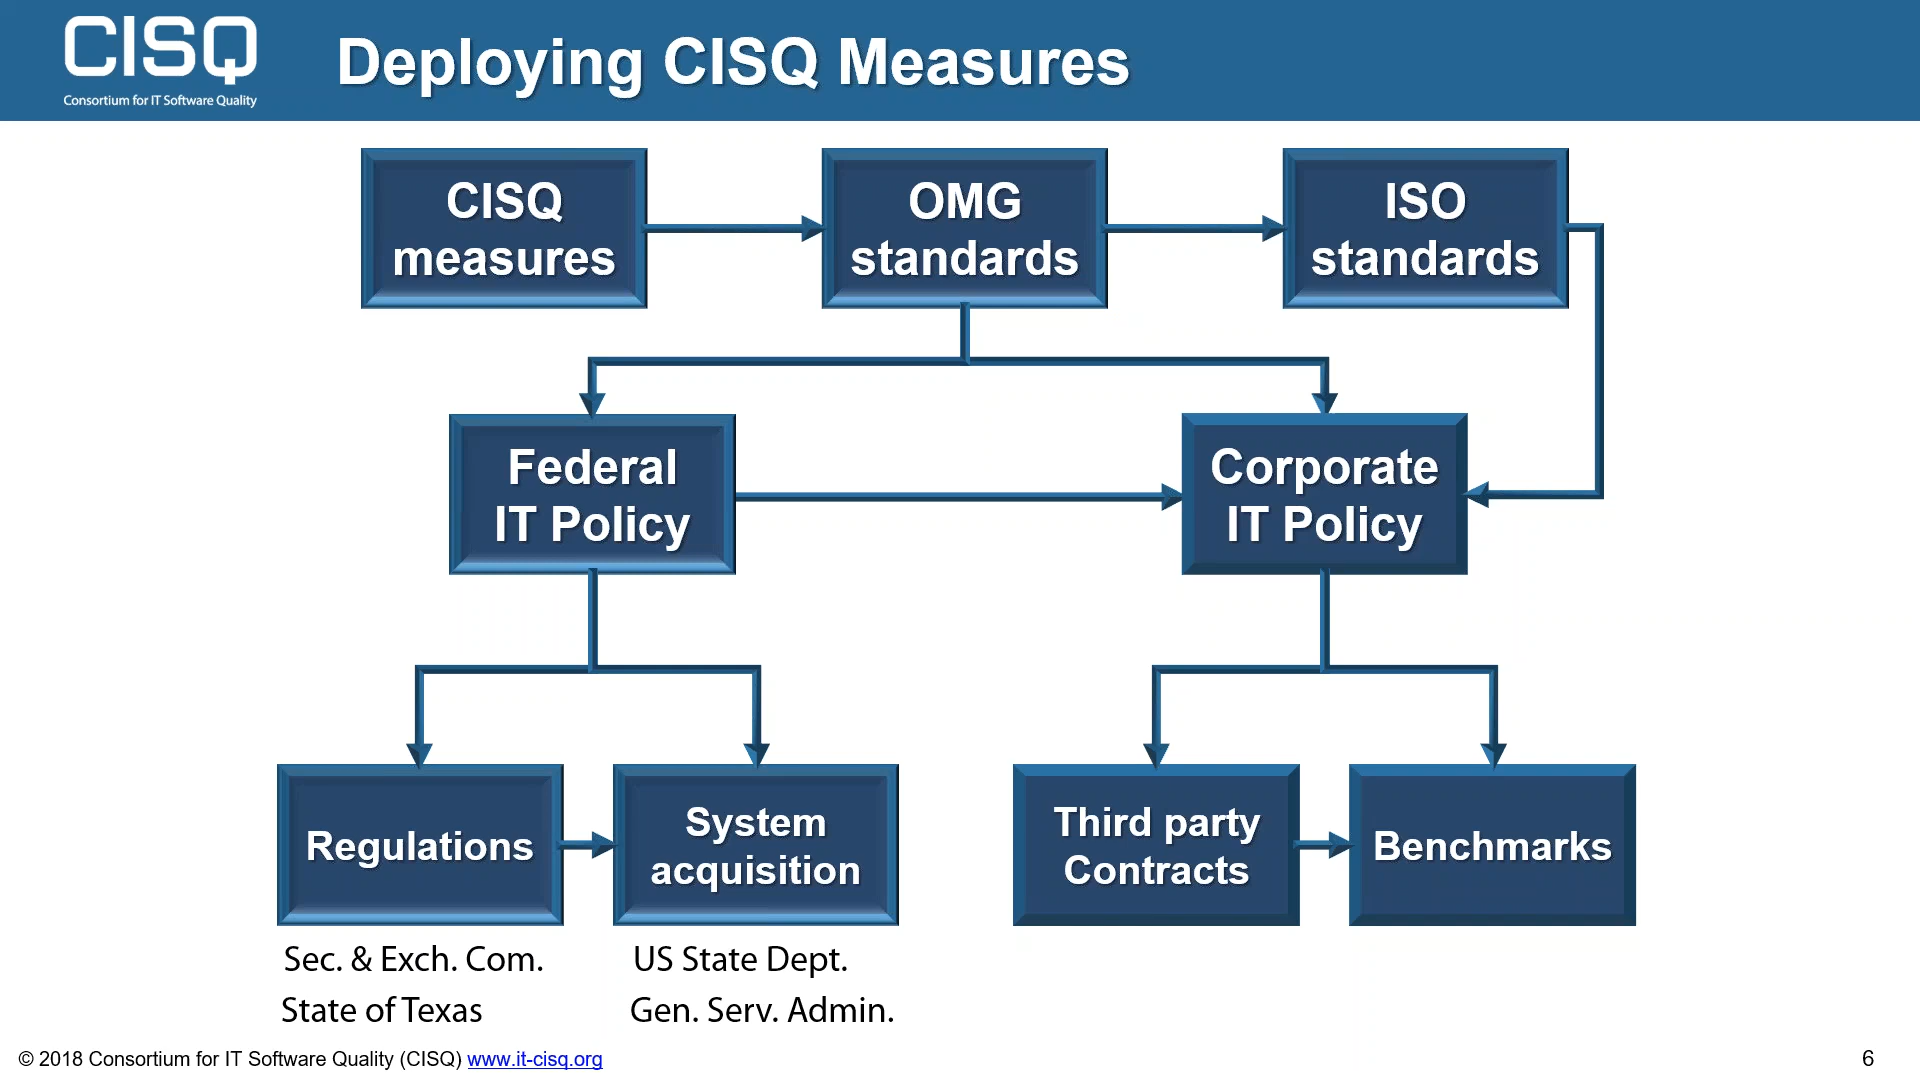 CISQ
Consortium for IT Software Quality
Deploying CISQ Measures
CISQ
measures
OMG
standards
ISO
standards
Federal
IT Policy
Corporate
IT Policy
Regulations
System
acquisition
Third party
Contracts
Benchmarks
Sec. & Exch. Com.
State of Texas
US State Dept.
Gen. Serv. Admin.
© 2018 Consortium for IT Software Quality (CISQ) www.it-cisq.org
6